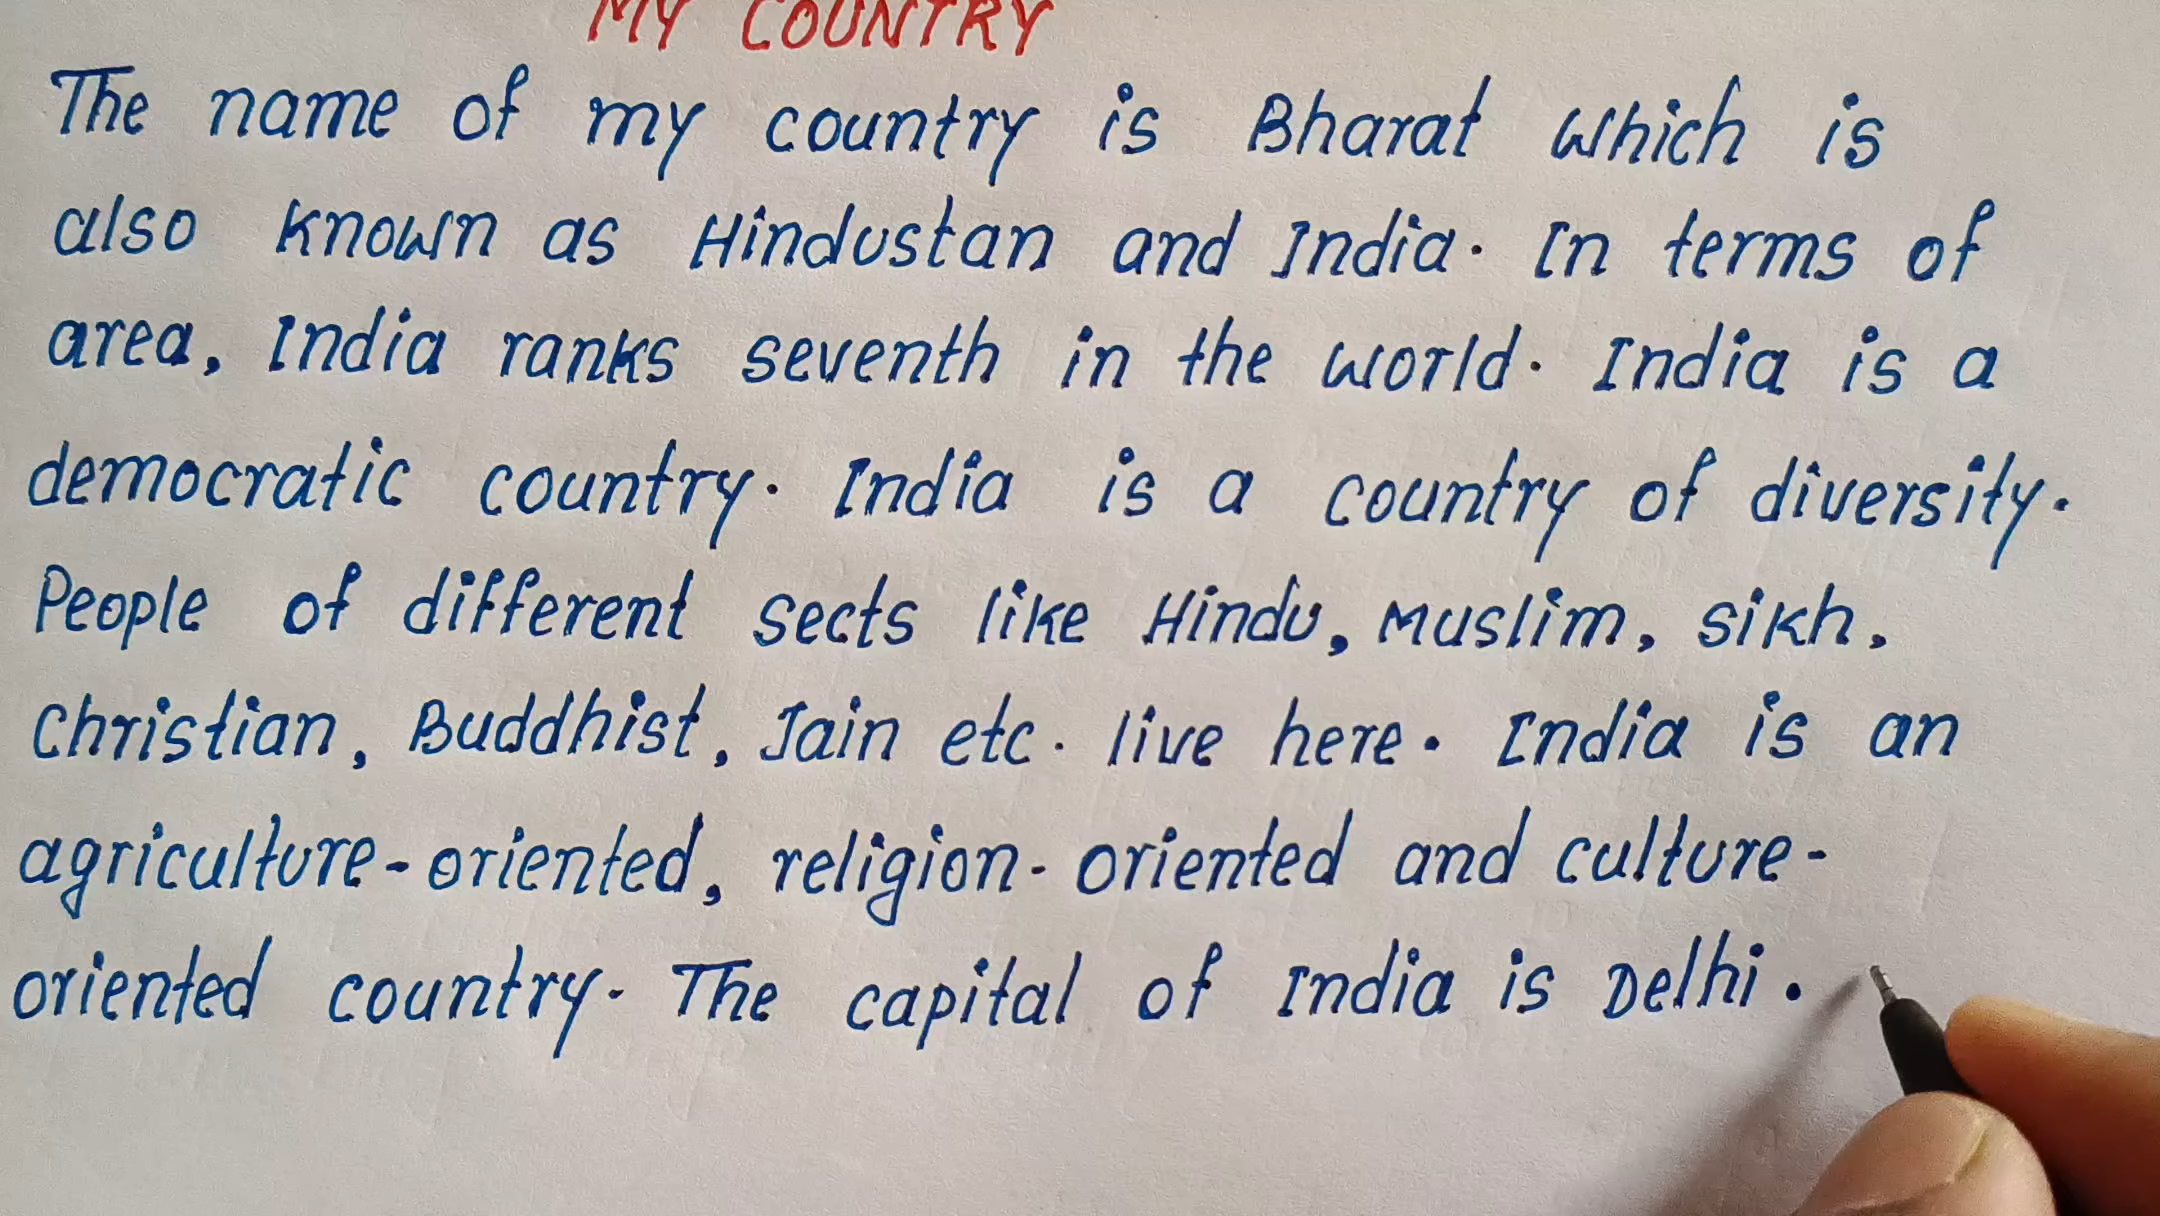 MY COUNTRY
The name of my country is Bharat which is
also known as Hindustan and India. In terms of
area, India ranks seventh in the world. India is a
democratic country. India is a country of diversity.
People of different sects like Hindu, Muslim, sikh,
Christian, Buddhist, Jain etc. live here. India is an
agriculture-oriented, religion-oriented and culture-
oriented country. The capital of India is Delhi.